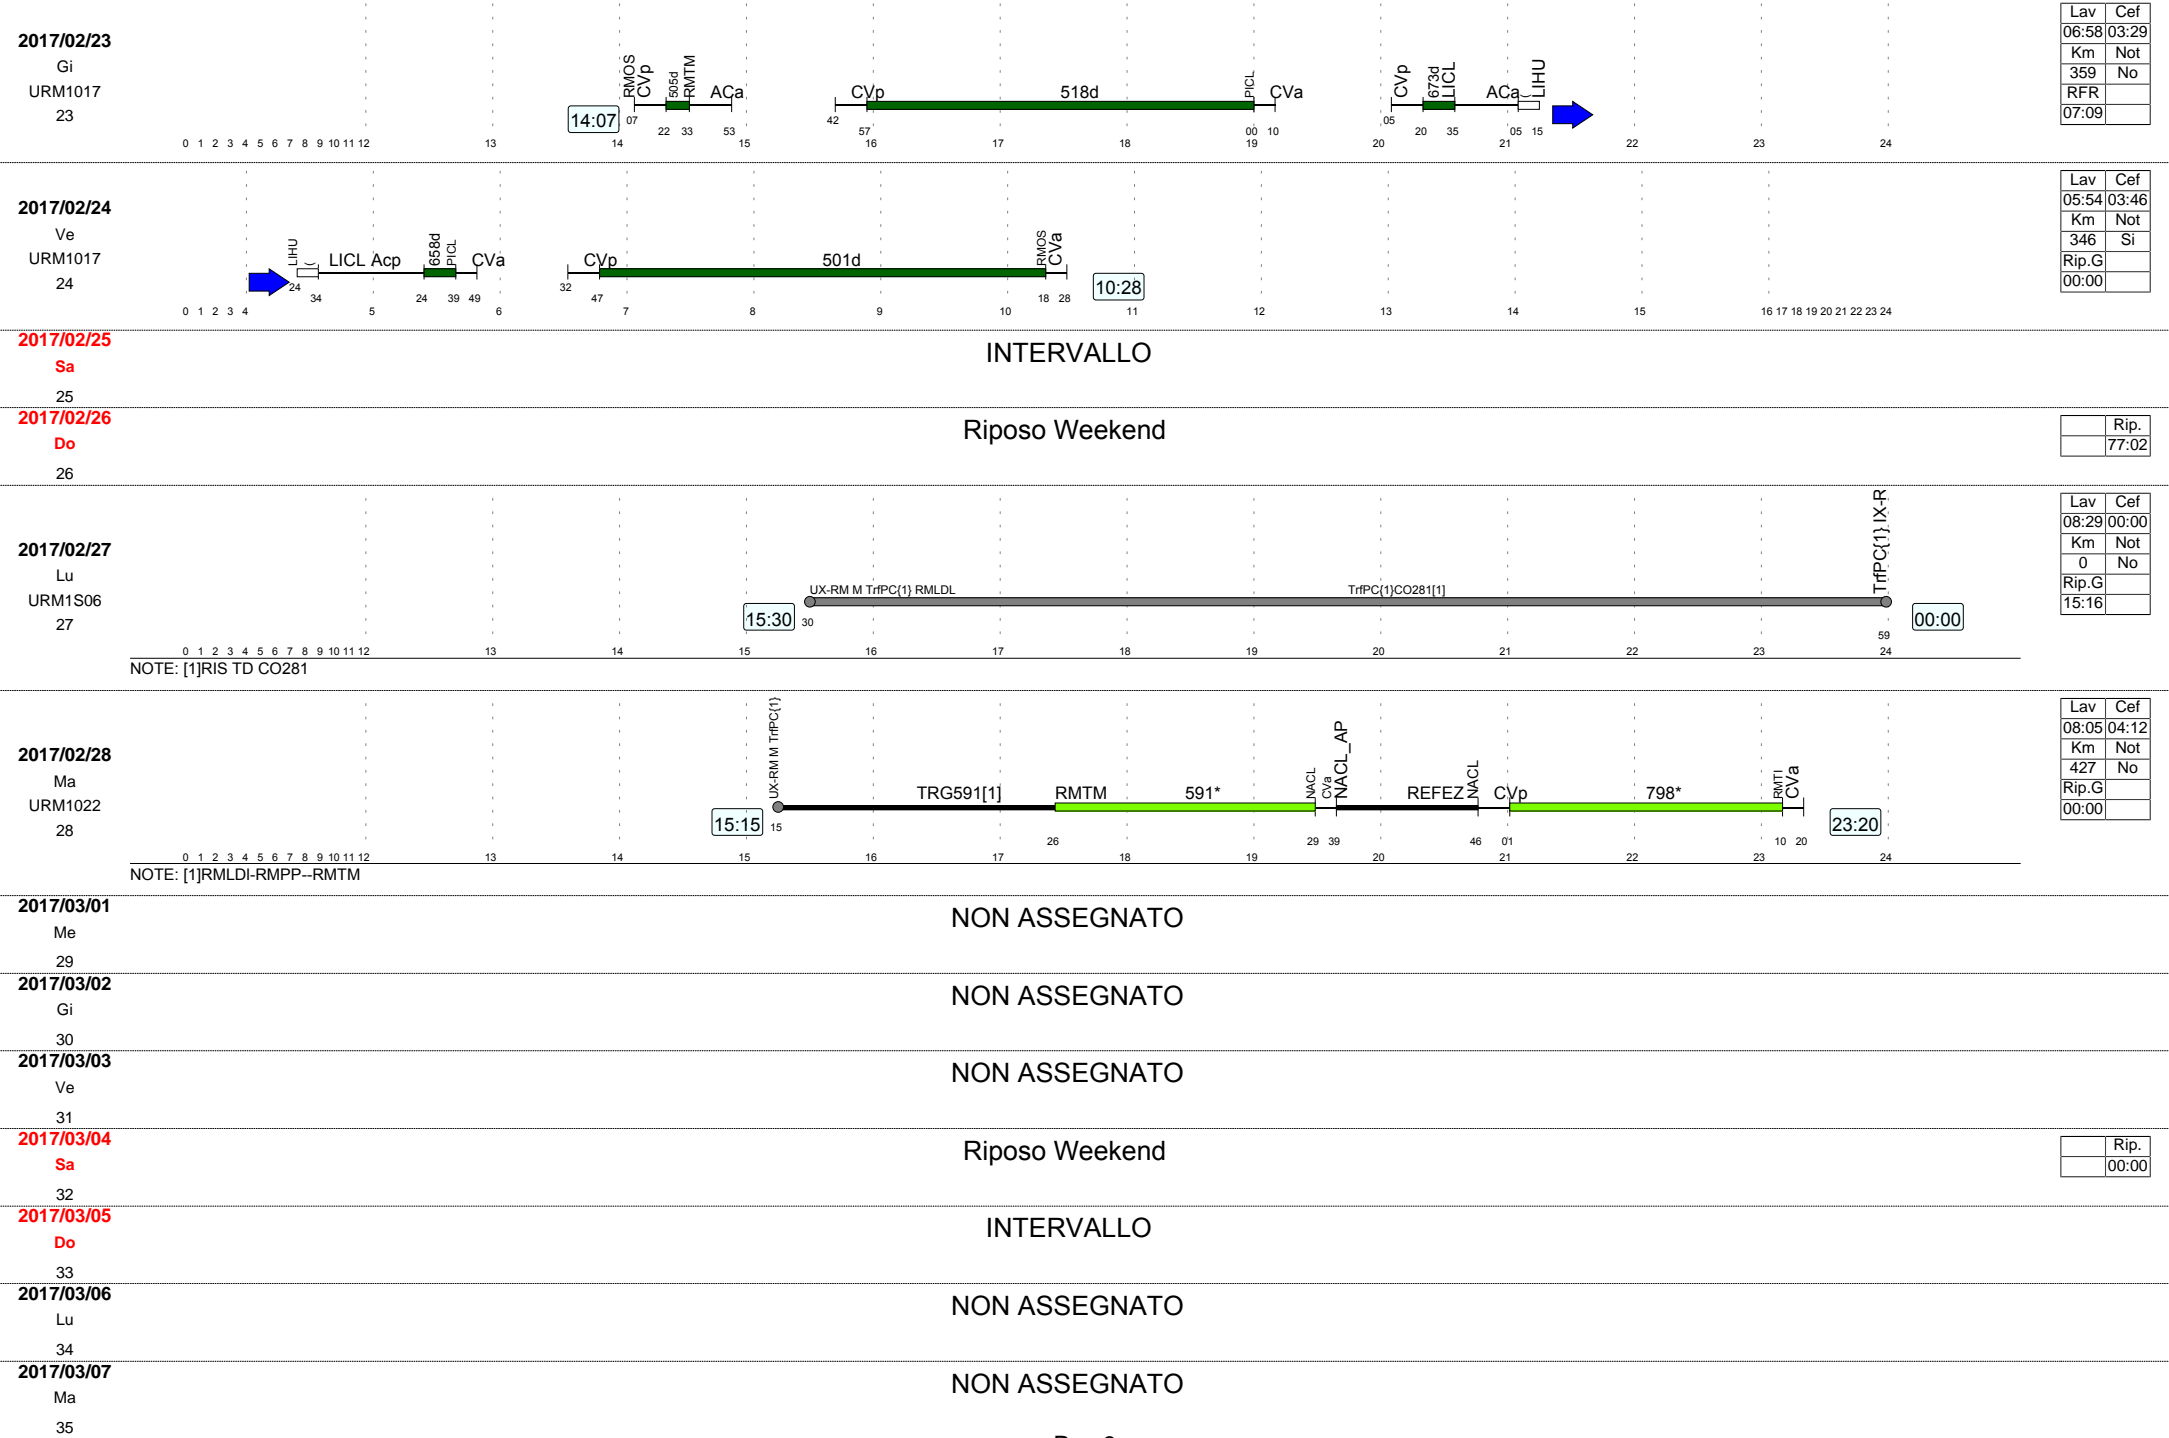 2017/02/23
Gi
URM1017
23
14:07
RMOS CVp 505d RMTM ACa CVp 518d PICL CVa CVp 673d LICL ACa ( LIHU
07 22 33 53 42 57 00 10 05 20 35 05 15
0 1 2 3 4 5 6 7 8 9 10 11 12 13 14 15 16 17 18 19 20 21 22 23 24
Lav Cef
06:58 03:29
Km Not
359 No
RFR
07:09
2017/02/24
Ve
URM1017
24
LIHU ( LICL Acp 658d PICL CVa CVp 501d RMOS CVa
24 34 24 39 49 32 47 18 28
10:28
0 1 2 3 4 5 6 7 8 9 10 11 12 13 14 15 16 17 18 19 20 21 22 23 24
Lav Cef
05:54 03:46
Km Not
346 Si
Rip.G
00:00
2017/02/25
Sa
25
INTERVALLO
2017/02/26
Do
26
Riposo Weekend
Rip.
77:02
2017/02/27
Lu
URM1S06
27
15:30
UX-RM M TrfPC{1} RMLDL TrfPC{1}CO281[1] TrfPC{1} IX-R
30 59
00:00
0 1 2 3 4 5 6 7 8 9 10 11 12 13 14 15 16 17 18 19 20 21 22 23 24
NOTE: [1]RIS TD CO281
Lav Cef
08:29 00:00
Km Not
0 No
Rip.G
15:16
2017/02/28
Ma
URM1022
28
15:15
UX-RM M TrfPC{1} TRG591[1] RMTM 591* NACL CVa NACL_AP REFEZ NACL CVp 798* RMTI CVa
15 26 29 39 46 01 10 20
23:20
0 1 2 3 4 5 6 7 8 9 10 11 12 13 14 15 16 17 18 19 20 21 22 23 24
NOTE: [1]RMLDI-RMPP--RMTM
Lav Cef
08:05 04:12
Km Not
427 No
Rip.G
00:00
2017/03/01
Me
29
NON ASSEGNATO
2017/03/02
Gi
30
NON ASSEGNATO
2017/03/03
Ve
31
NON ASSEGNATO
2017/03/04
Sa
32
Riposo Weekend
Rip.
00:00
2017/03/05
Do
33
INTERVALLO
2017/03/06
Lu
34
NON ASSEGNATO
2017/03/07
Ma
35
NON ASSEGNATO